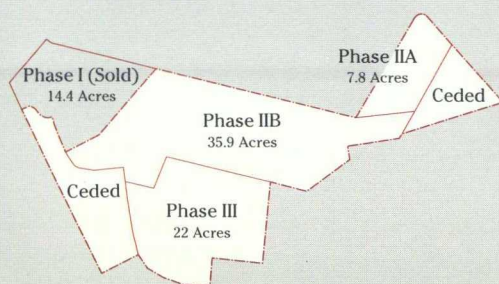 Phase I (Sold)
14.4 Acres
Phase IIA
7.8 Acres
Ceded
Phase IIB
35.9 Acres
Ceded
Phase III
22 Acres